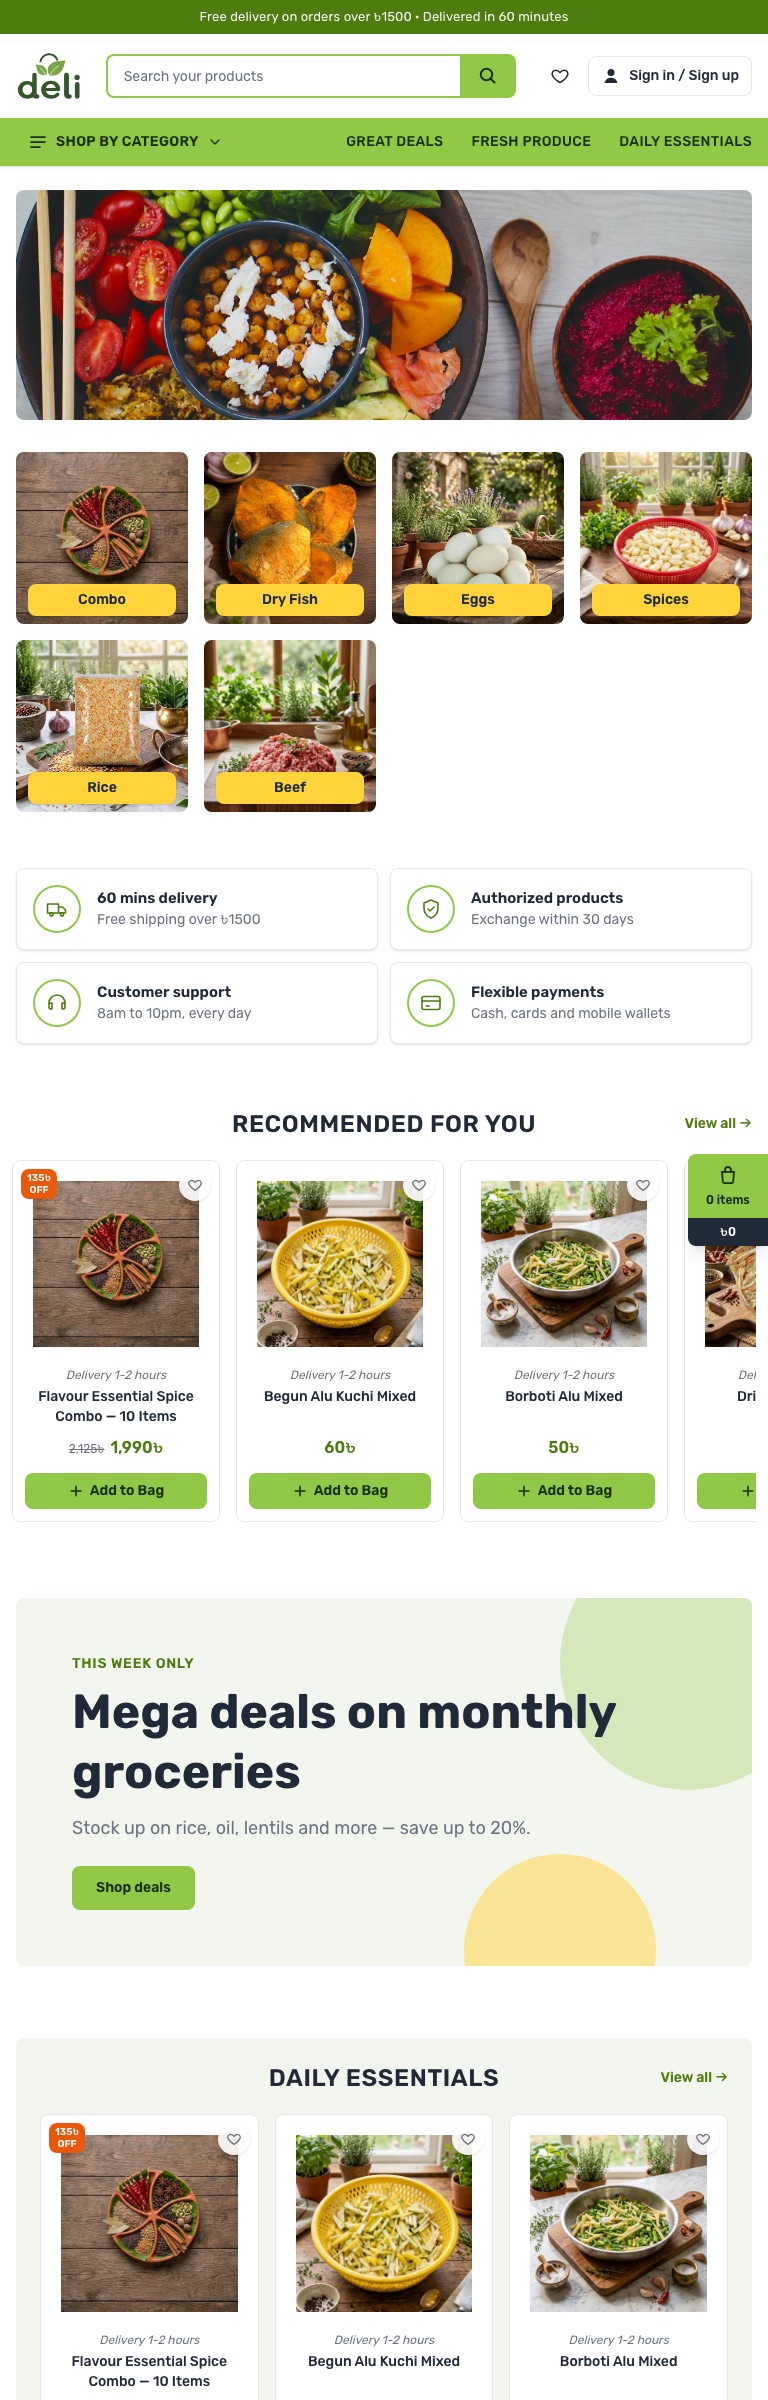 Free delivery on orders over ৳1500 • Delivered in 60 minutes
deli
Search your products
Sign in / Sign up
SHOP BY CATEGORY
GREAT DEALS
FRESH PRODUCE
DAILY ESSENTIALS
Combo
Dry Fish
Eggs
Spices
Rice
Beef
60 mins delivery
Free shipping over ৳1500
Authorized products
Exchange within 30 days
Customer support
8am to 10pm, every day
Flexible payments
Cash, cards and mobile wallets
RECOMMENDED FOR YOU
View all →
0 items
৳0
135৳
OFF
Delivery 1-2 hours
Flavour Essential Spice
Combo — 10 Items
2,125৳ 1,990৳
+ Add to Bag
Delivery 1-2 hours
Begun Alu Kuchi Mixed
60৳
+ Add to Bag
Delivery 1-2 hours
Borboti Alu Mixed
50৳
+ Add to Bag
Del
Dri
+
THIS WEEK ONLY
Mega deals on monthly
groceries
Stock up on rice, oil, lentils and more — save up to 20%.
Shop deals
DAILY ESSENTIALS
View all →
135৳
OFF
Delivery 1-2 hours
Flavour Essential Spice
Combo — 10 Items
Delivery 1-2 hours
Begun Alu Kuchi Mixed
Delivery 1-2 hours
Borboti Alu Mixed